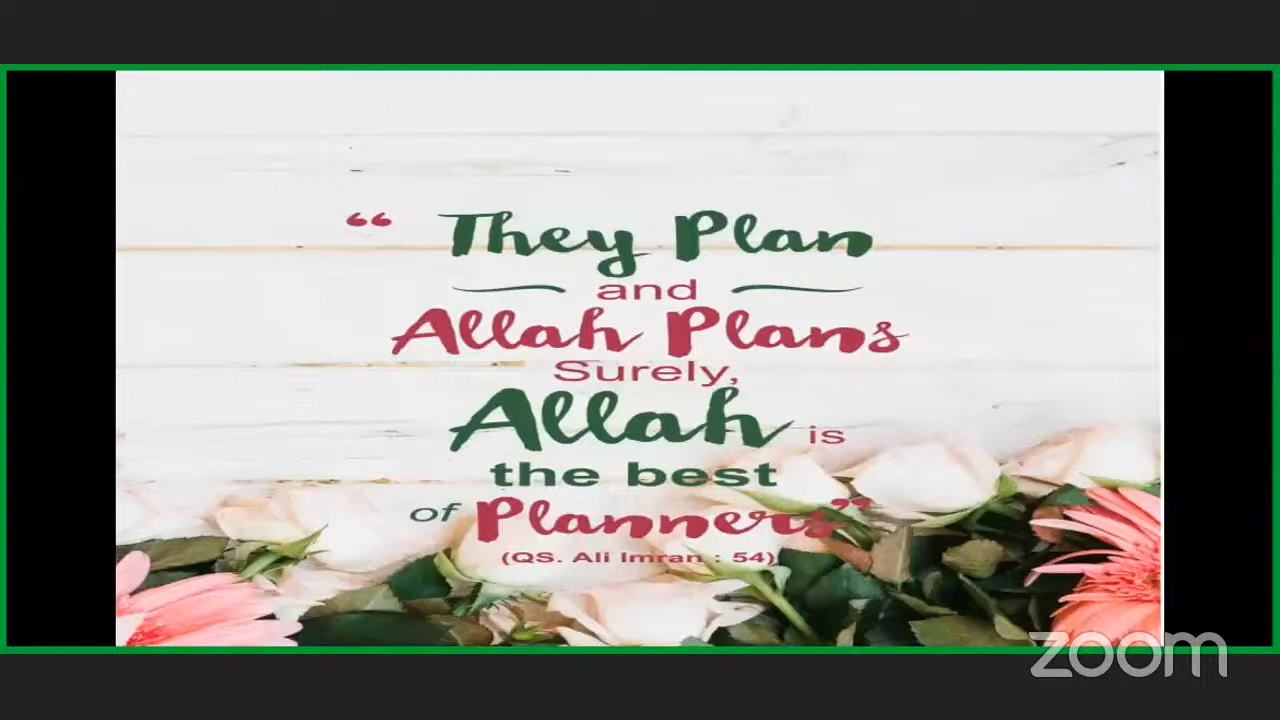 “ They Plan
and
Allah Plans
Surely,
Allah is
the best
of Planners”
(QS. Ali Imran : 54)
zoom